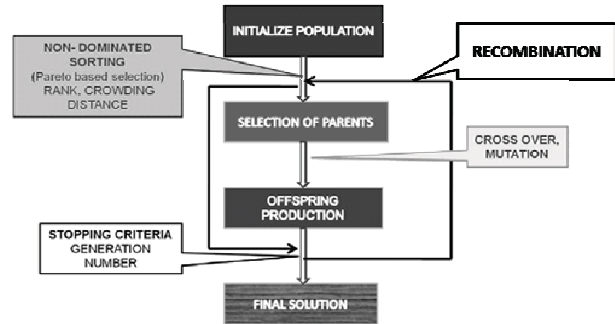 INITIALIZE POPULATION
NON- DOMINATED
SORTING
(Pareto based selection)
RANK, CROWDING
DISTANCE
RECOMBINATION
SELECTION OF PARENTS
CROSS OVER,
MUTATION
OFFSPRING
PRODUCTION
STOPPING CRITERIA
GENERATION
NUMBER
FINAL SOLUTION